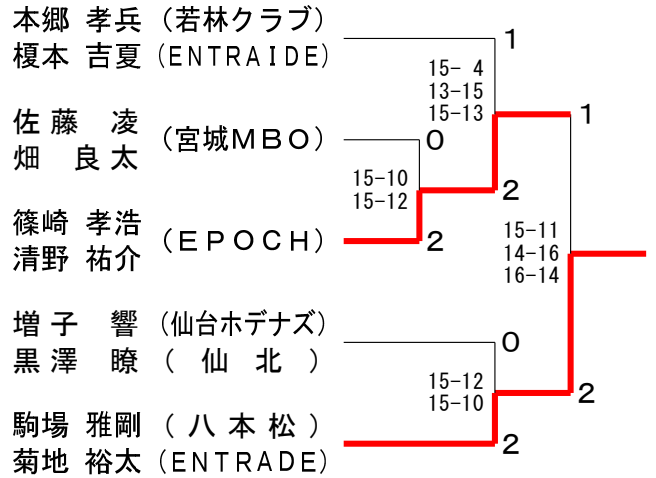 本郷 孝兵 (若林クラブ)
榎本 吉夏 (ENTRAIDE)
1
15- 4
13-15
15-13
佐藤 凌 (宮城MBO)
畑 良太
0
1
15-10
15-12
2
篠崎 孝浩 (EPOCH)
清野 祐介
2
15-11
14-16
16-14
増子 響 (仙台ホデナズ)
黒澤 瞭 (仙北)
0
15-12
15-10
2
駒場 雅剛 (八本松)
菊地 裕太 (ENTRADE)
2